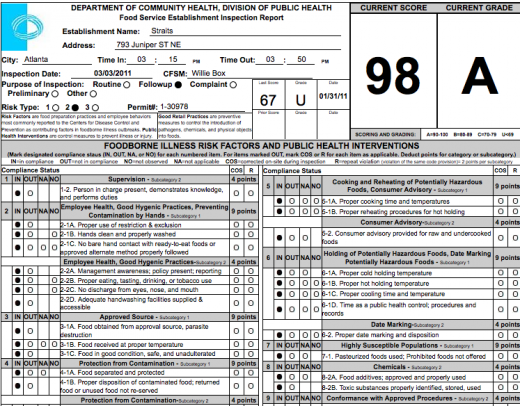 DEPARTMENT OF COMMUNITY HEALTH, DIVISION OF PUBLIC HEALTH
Food Service Establishment Inspection Report
Establishment Name: Straits
Address: 793 Juniper ST NE
City: Atlanta Time In: 03 : 15 PM Time Out: 03 : 50 PM
Inspection Date: 03/03/2011 CFSM: Willie Box
Purpose of Inspection: Routine O Followup ● Complaint O
Preliminary O Other O
Risk Type: 1 O 2 ● 3 O Permit#: 1-30978
Last Score Grade Date
67 U 01/31/11
Prior Score Grade Date
CURRENT SCORE CURRENT GRADE
98 A
SCORING AND GRADING: A=90-100 B=80-89 C=70-79 U<69
Risk Factors are food preparation practices and employee behaviors
most commonly reported to the Centers for Disease Control and
Prevention as contributing factors in foodborne illness outbreaks. Public
Health Interventions are control measures to prevent illness or injury.
Good Retail Practices are preventive
measures to control the introduction of
pathogens, chemicals, and physical objects
into foods.
FOODBORNE ILLNESS RISK FACTORS AND PUBLIC HEALTH INTERVENTIONS
(Mark designated compliance status (IN, OUT, NA, or NO) for each numbered item. For items marked OUT, mark COS or R for each item as applicable. Deduct points for category or subcategory.)
IN=in compliance OUT=not in compliance NO=not observed NA=not applicable COS=corrected on site R=repeat violation
Compliance Status COS R
1 IN OUT NA NO Supervision - Subcategory 2 4 points
1-2. Person in charge present, demonstrates knowledge,
and performs duties
2 IN OUT NA NO Employee Health, Good Hygenic Practices, Preventing
Contamination by Hands - Subcategory 1 9 points
2-1A. Proper use of restriction & exclusion
2-1B. Hands clean and properly washed
2-1C. No bare hand contact with ready-to-eat foods or
approved alternate method properly followed
Employee Health, Good Hygenic Practices-Subcategory 2 4 points
2-2A. Management awareness; policy present; reporting
2-2B. Proper eating, tasting, drinking, or tobacco use
2-2C. No discharge from eyes, nose, and mouth
2-2D. Adequate handwashing facilities supplied &
accessible
3 IN OUT NA NO Approved Source - Subcategory 1 9 points
3-1A. Food obtained from approved source, parasite
destruction
3-1B. Food received at proper temperature
3-1C. Food in good condition, safe, and unadulterated
4 IN OUT NA NO Protection from Contamination - Subcategory 1 9 points
4-1A. Food separated and protected
4-1B. Proper disposition of contaminated food; returned
food or unused food not re-served
Protection from Contamination-Subcategory 2 4 points
Compliance Status COS R
5 IN OUT NA NO Cooking and Reheating of Potentially Hazardous
Foods, Consumer Advisory - Subcategory 1 9 points
5-1A. Proper cooking time and temperatures
5-1B. Proper reheating procedures for hot holding
Consumer Advisory - Subcategory 2 4 points
5-2. Consumer advisory provided for raw and undercooked
foods
6 IN OUT NA NO Holding of Potentially Hazardous Foods, Date Marking
Potentially Hazardous Foods - Subcategory 1 9 points
6-1A. Proper cold holding temperature
6-1B. Proper hot holding temperature
6-1C. Proper cooling time and temperature
6-1D. Time as a public health control; procedures and
records
Date Marking-Subcategory 2 4 points
6-2. Proper date marking and disposition
7 IN OUT NA NO Highly Susceptible Populations - Subcategory 1 9 points
7-1. Pasteurized foods used; Prohibited foods not offered
8 IN OUT NA NO Chemicals - Subcategory 2 4 points
8-2A. Food additives; approved and properly used
8-2B. Toxic substances properly identified, stored, used
9 IN OUT NA NO Conformance with Approved Procedures - Subcategory 2 4 points